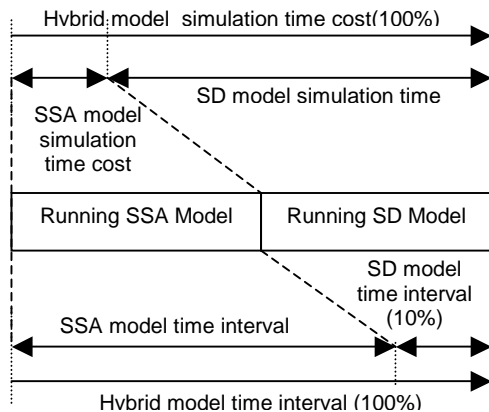 Hybrid model simulation time cost(100%)
SD model simulation time
SSA model
simulation
time cost
Running SSA Model
Running SD Model
SD model
time interval
(10%)
SSA model time interval
Hybrid model time interval (100%)